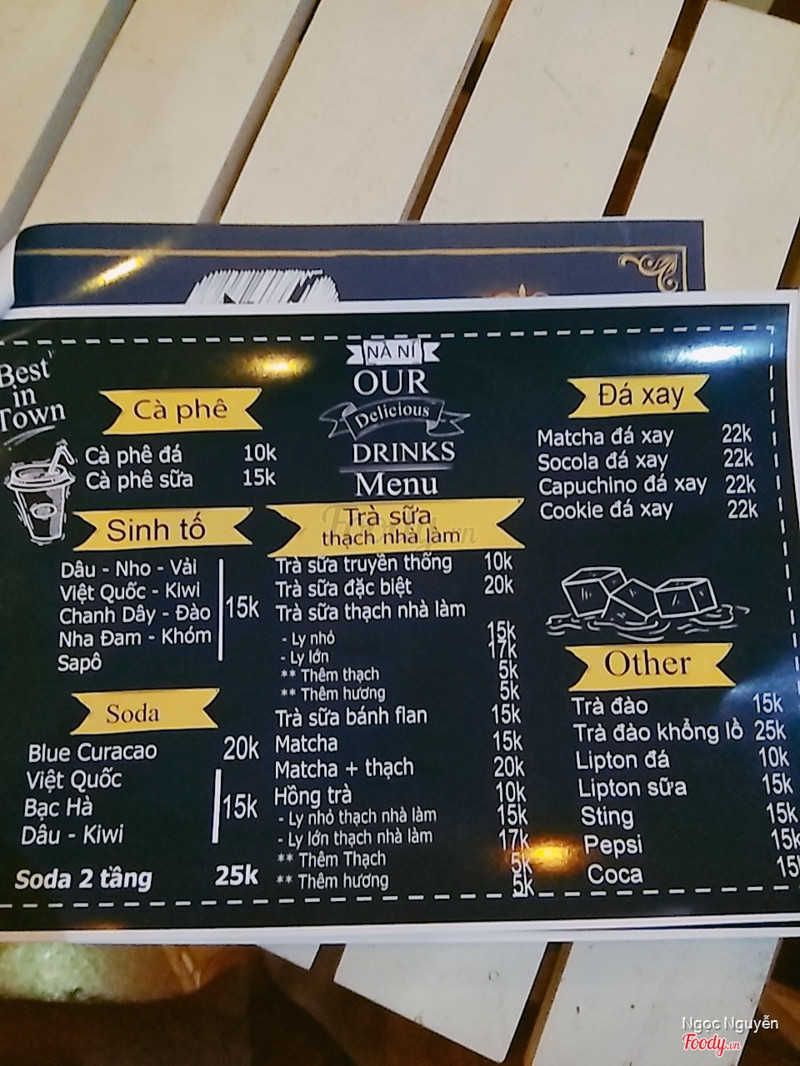 Best
in
Town
NÀ NÍ
OUR
Delicious
DRINKS
Menu
Cà phê
Cà phê đá 10k
Cà phê sữa 15k
Sinh tố
Dâu - Nho - Vải
Việt Quốc - Kiwi
Chanh Dây - Đào
Nha Đam - Khóm
Sapô
15k
Soda
Blue Curacao 20k
Việt Quốc
Bạc Hà
Dâu - Kiwi
15k
Soda 2 tầng 25k
Trà sữa
thạch nhà làm
Trà sữa truyền thống 10k
Trà sữa đặc biệt 20k
Trà sữa thạch nhà làm
- Ly nhỏ 15k
- Ly lớn 17k
** Thêm thạch 5k
** Thêm hương 5k
Trà sữa bánh flan 15k
Matcha 15k
Matcha + thạch 20k
Hồng trà 10k
- Ly nhỏ thạch nhà làm 15k
- Ly lớn thạch nhà làm 17k
** Thêm Thạch 5k
** Thêm hương 5k
Đá xay
Matcha đá xay 22k
Socola đá xay 22k
Capuchino đá xay 22k
Cookie đá xay 22k
Other
Trà đào 15k
Trà đào khổng lồ 25k
Lipton đá 10k
Lipton sữa 15k
Sting 15k
Pepsi 15k
Coca 15
Ngọc Nguyễn
Foody.vn